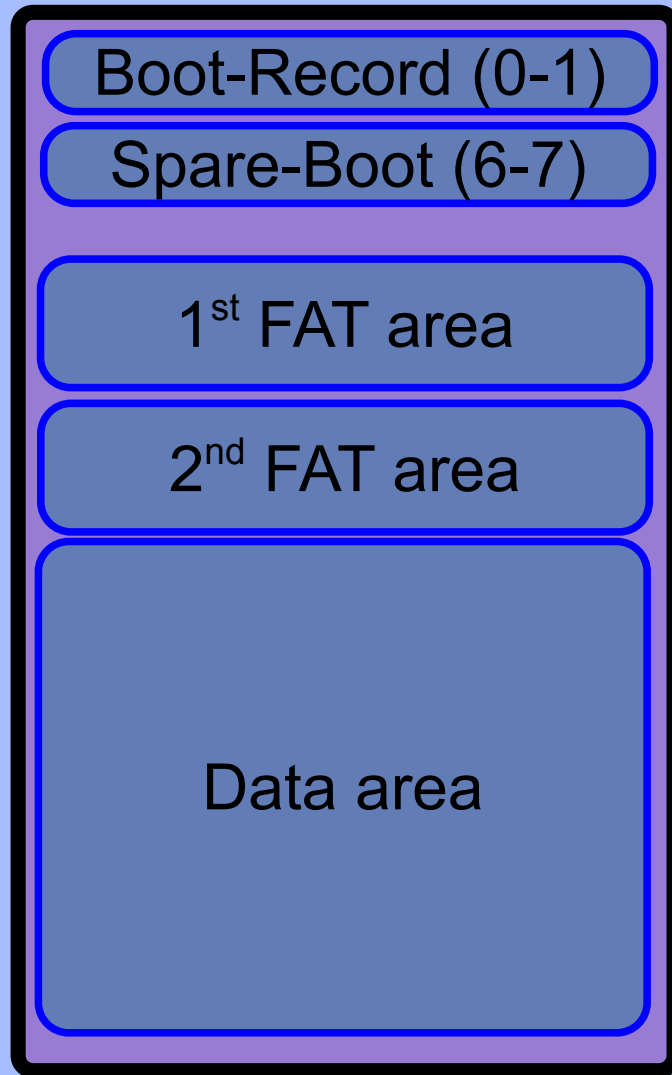 Boot-Record (0-1)
Spare-Boot (6-7)
1st FAT area
2nd FAT area
Data area